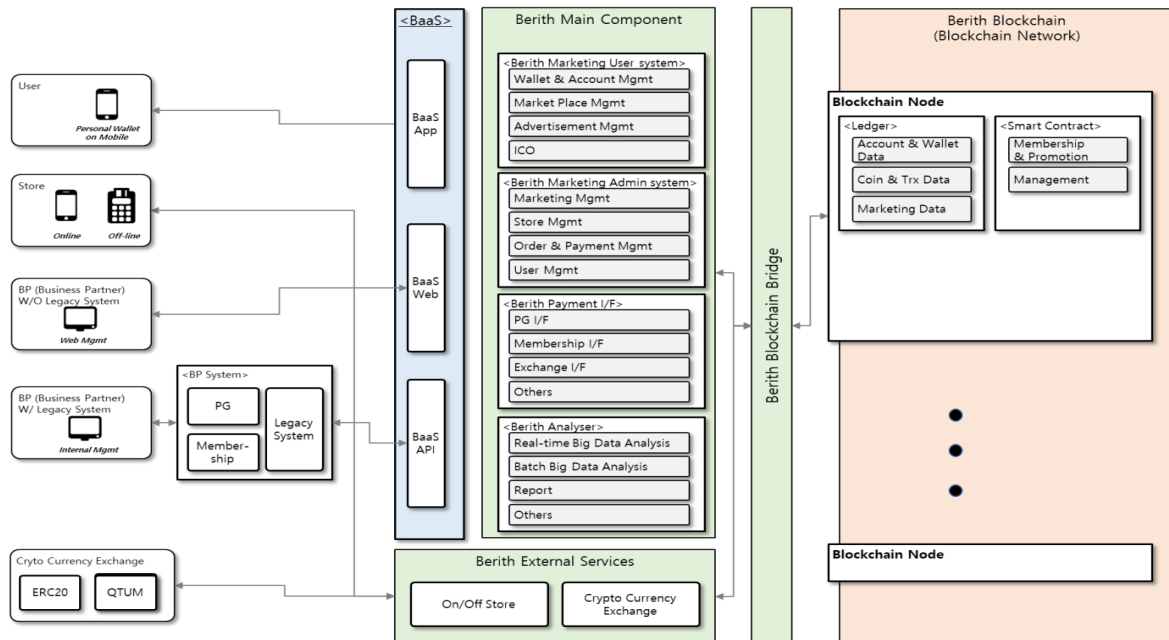 User
Personal Wallet
on Mobile
Store
Online
Off-line
BP (Business Partner)
W/O Legacy System
Web Mgmt
BP (Business Partner)
W/ Legacy System
Internal Mgmt
<BP System>
PG
Member-
ship
Legacy
System
Cryto Currency Exchange
ERC20
QTUM
<BaaS>
BaaS
App
BaaS
Web
BaaS
API
Berith Main Component
<Berith Marketing User system>
Wallet & Account Mgmt
Market Place Mgmt
Advertisement Mgmt
ICO
<Berith Marketing Admin system>
Marketing Mgmt
Store Mgmt
Order & Payment Mgmt
User Mgmt
<Berith Payment I/F>
PG I/F
Membership I/F
Exchange I/F
Others
<Berith Analyser>
Real-time Big Data Analysis
Batch Big Data Analysis
Report
Others
Berith External Services
On/Off Store
Crypto Currency
Exchange
Berith Blockchain Bridge
Berith Blockchain
(Blockchain Network)
Blockchain Node
<Ledger>
Account & Wallet
Data
Coin & Trx Data
Marketing Data
<Smart Contract>
Membership
& Promotion
Management
Blockchain Node